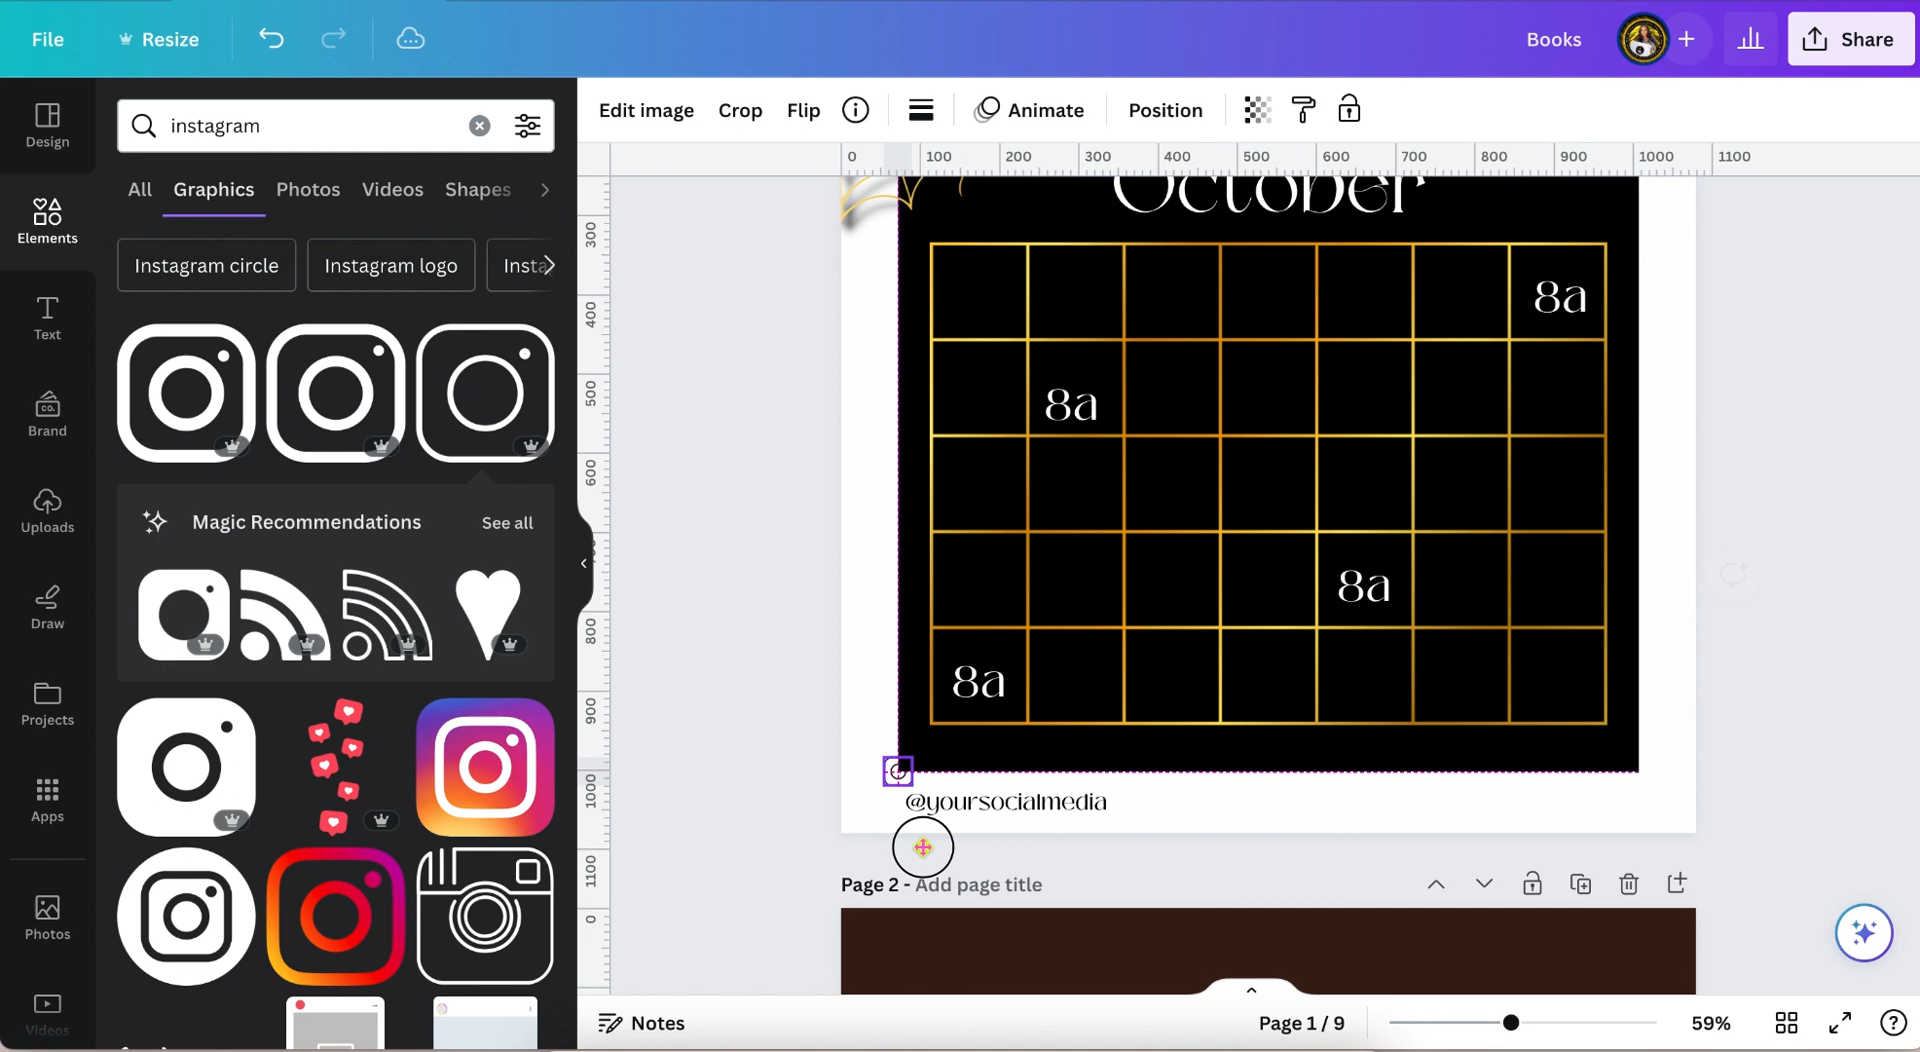 File
Resize
Books
Share
Design
Elements
Text
Brand
CO.
Uploads
Draw
Projects
Apps
Photos
Videos
instagram
All
Graphics
Photos
Videos
Shapes
Instagram circle
Instagram logo
Insta
Magic Recommendations
See all
Edit image
Crop
Flip
Animate
Position
0
100
200
300
400
500
600
700
800
900
1000
1100
300
400
500
600
800
900
1000
1100
0
October
8a
8a
8a
8a
@yoursocialmedia
Page 2 - Add page title
Notes
Page 1 / 9
59%